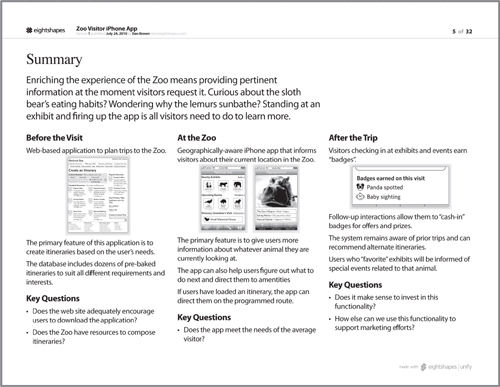 eightshapes
Zoo Visitor iPhone App
July 24, 2010
Dan Brown
5 of 32
Summary
Enriching the experience of the Zoo means providing pertinent
information at the moment visitors request it. Curious about the sloth
bear's eating habits? Wondering why the lemurs sunbathe? Standing at an
exhibit and firing up the app is all visitors need to do to learn more.
Before the Visit
Web-based application to plan trips to the Zoo.
Create an Itinerary
The primary feature of this application is to
create itineraries based on the user's needs.
The database includes dozens of pre-baked
itineraries to suit all different requirements and
interests.
Key Questions
• Does the web site adequately encourage
users to download the application?
• Does the Zoo have resources to compose
itineraries?
At the Zoo
Geographically-aware iPhone app that informs
visitors about their current location in the Zoo.
Nearby Exhibits
The primary feature is to give users more
information about whatever animal they are
currently looking at.
The app can also help users figure out what to
do next and direct them to amentities
If users have loaded an itinerary, the app can
direct them on the programmed route.
Key Questions
• Does the app meet the needs of the average
visitor?
After the Trip
Visitors checking in at exhibits and events earn
"badges".
Badges earned on this visit
Panda spotted
Baby sighting
Follow-up interactions allow them to "cash-in"
badges for offers and prizes.
The system remains aware of prior trips and can
recommend alternate itineraries.
Users who "favorite" exhibits will be informed of
special events related to that animal.
Key Questions
• Does it make sense to invest in this
functionality?
• How else can we use this functionality to
support marketing efforts?
made with eightshapes | unify